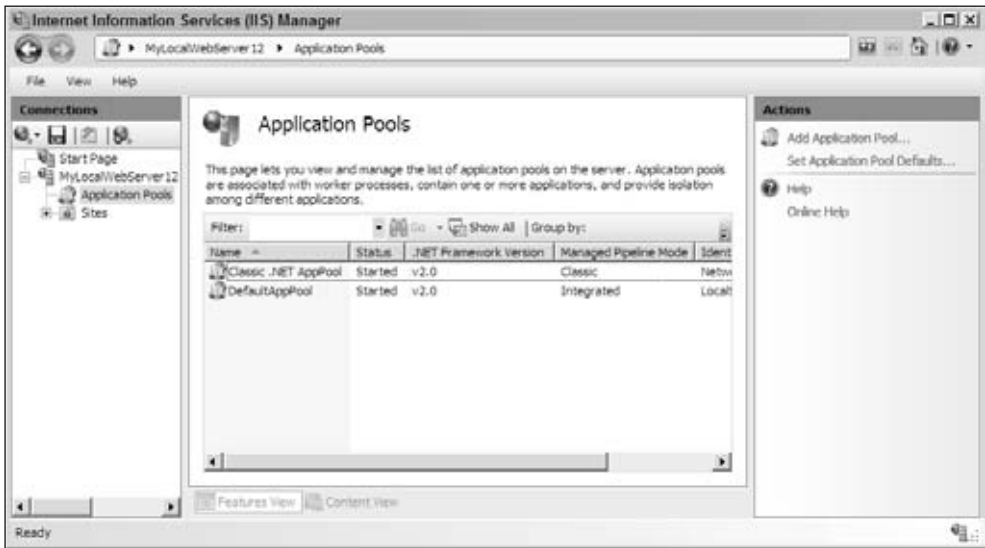 Internet Information Services (IIS) Manager
MyLocalWebServer12 Application Pools
File View Help
Connections
Start Page
MyLocalWebServer12
Application Pools
Sites
Application Pools
This page lets you view and manage the list of application pools on the server. Application pools
are associated with worker processes, contain one or more applications, and provide isolation
among different applications.
Filter: Go Show All Group by:
Name Status .NET Framework Version Managed Pipeline Mode Ident
Classic .NET AppPool Started v2.0 Classic Netwo
DefaultAppPool Started v2.0 Integrated LocalS
Features View Content View
Actions
Add Application Pool...
Set Application Pool Defaults...
Help
Online Help
Ready